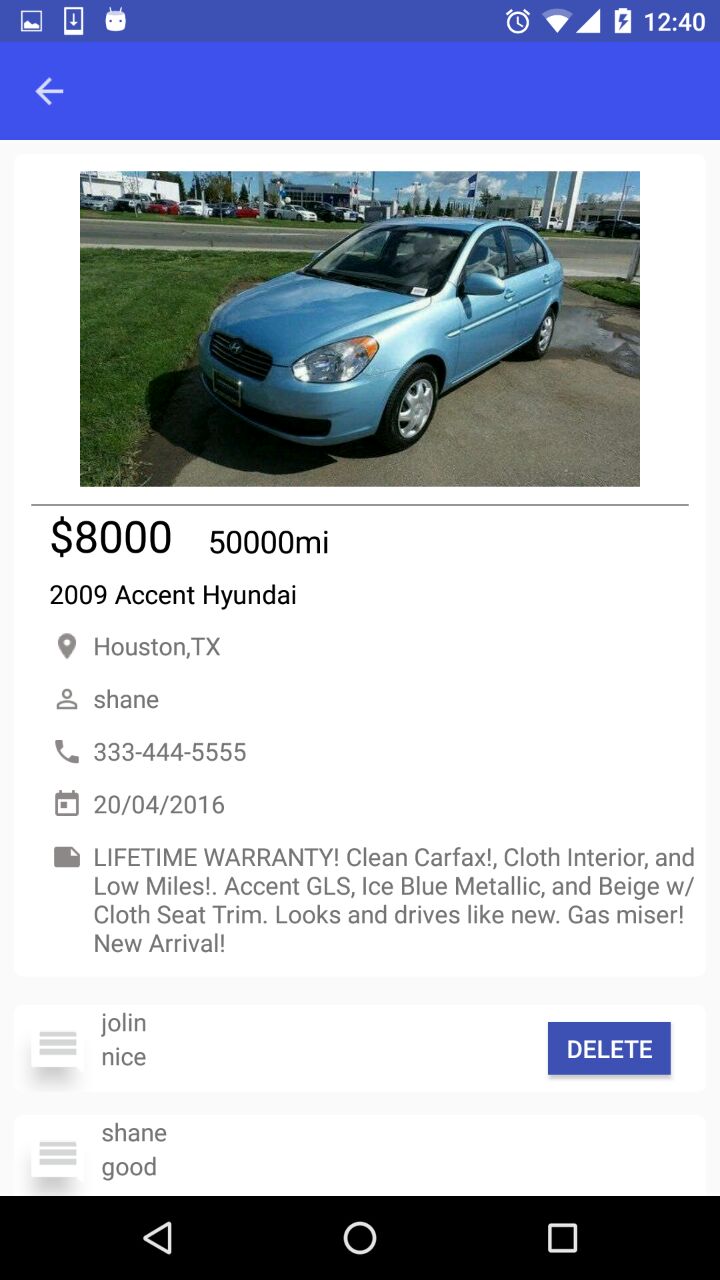 12:40
$8000 50000mi
2009 Accent Hyundai
Houston,TX
shane
333-444-5555
20/04/2016
LIFETIME WARRANTY! Clean Carfax!, Cloth Interior, and
Low Miles!. Accent GLS, Ice Blue Metallic, and Beige w/
Cloth Seat Trim. Looks and drives like new. Gas miser!
New Arrival!
jolin
nice
DELETE
shane
good